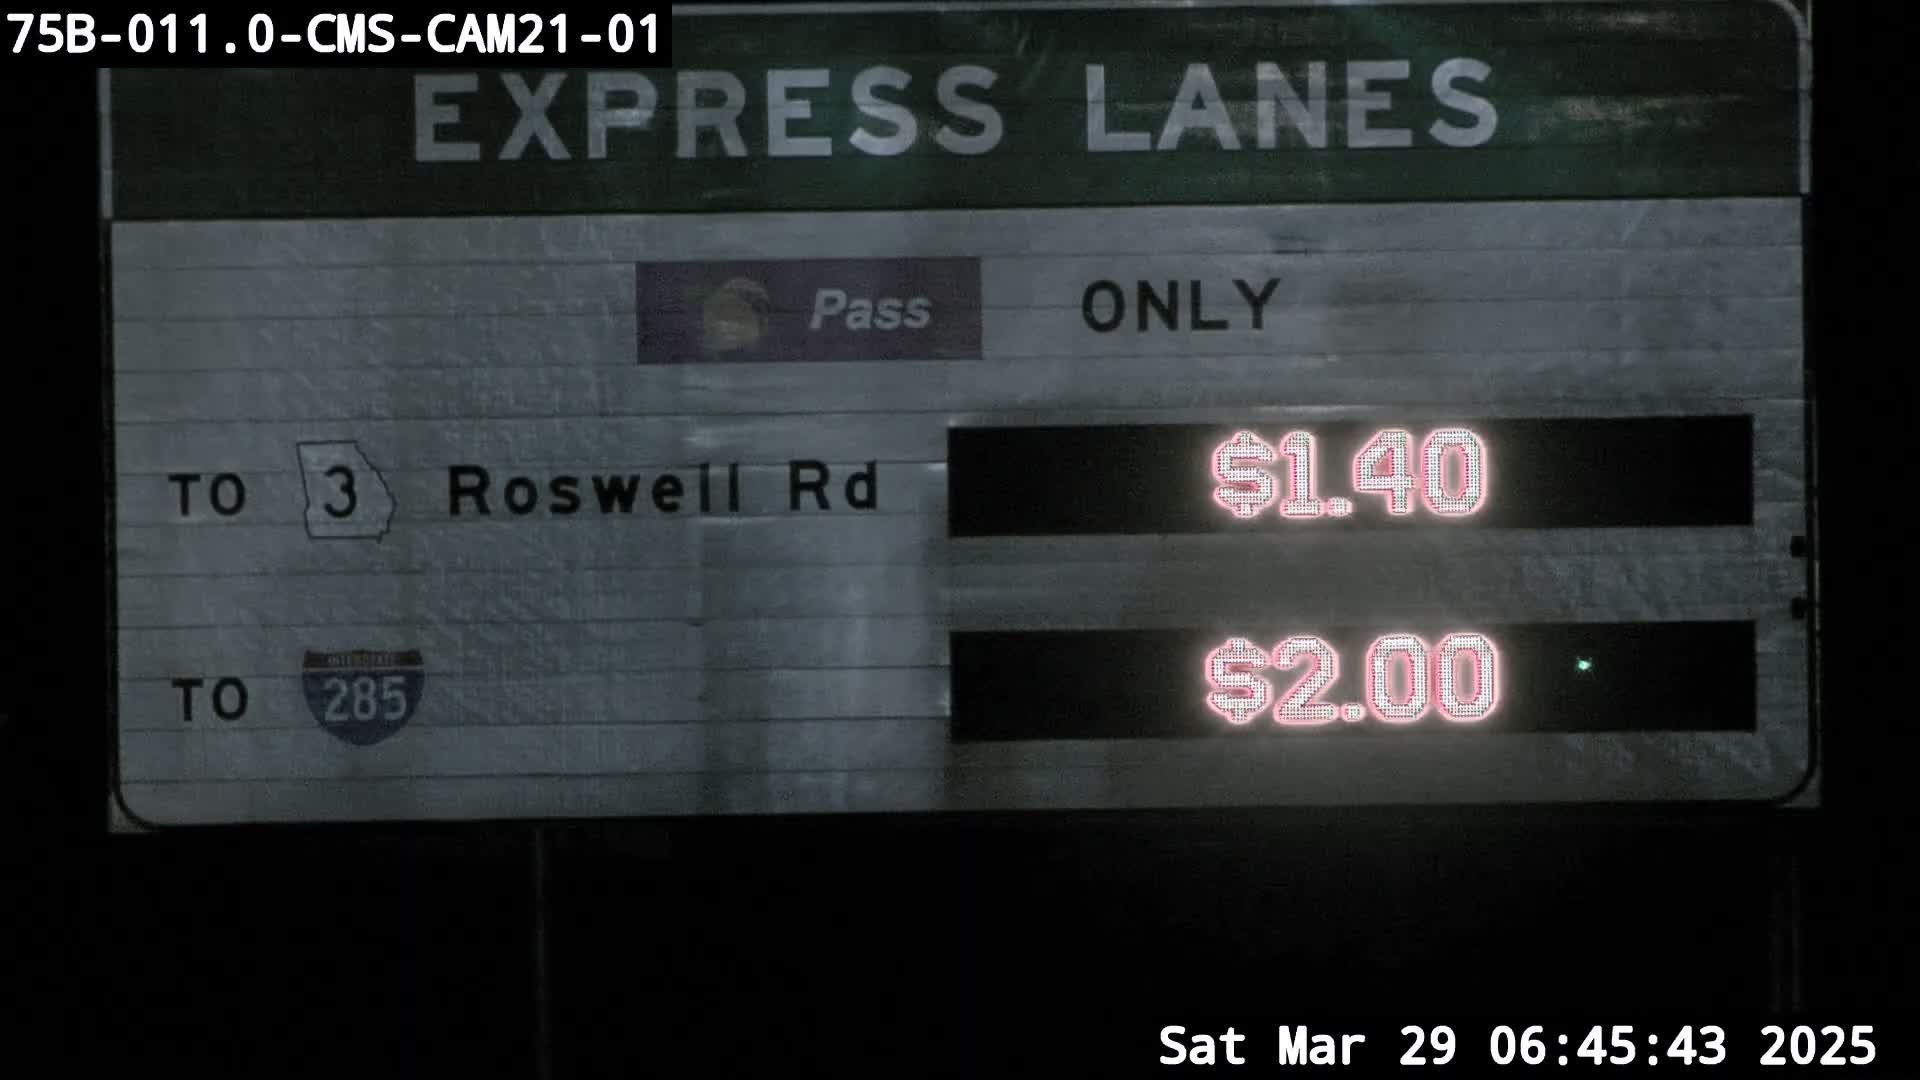 75B-011.0-CMS-CAM21-01
EXPRESS LANES
Pass ONLY
TO 3 Roswell Rd $1.40
TO INTERSTATE 285 $2.00
Sat Mar 29 06:45:43 2025